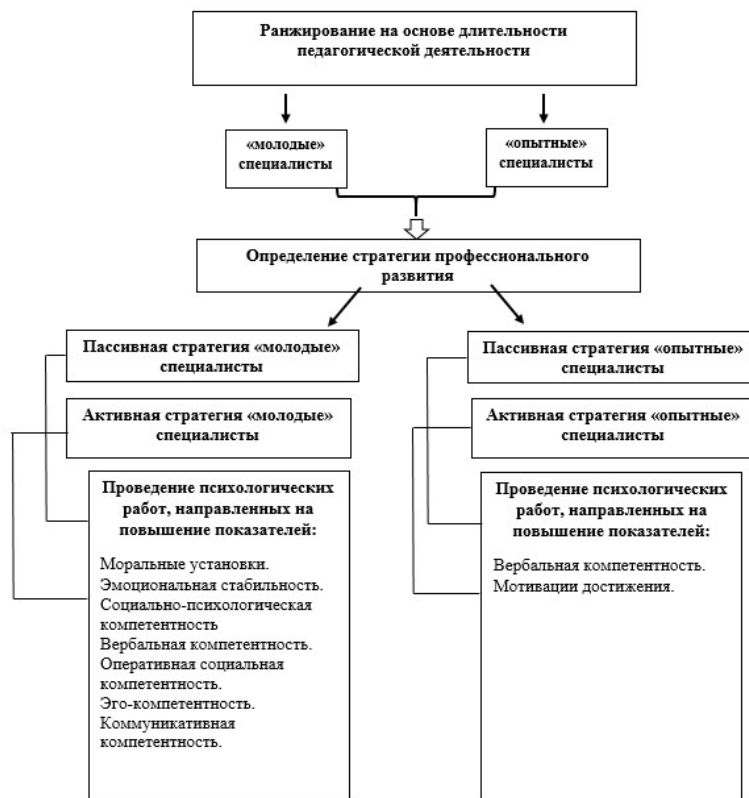 Ранжирование на основе длительности
педагогической деятельности
«молодые»
специалисты
«опытные»
специалисты
Определение стратегии профессионального
развития
Пассивная стратегия «молодые»
специалисты
Пассивная стратегия «опытные»
специалисты
Активная стратегия «молодые»
специалисты
Активная стратегия «опытные»
специалисты
Проведение психологических
работ, направленных на
повышение показателей:
Моральные установки.
Эмоциональная стабильность.
Социально-психологическая
компетентность
Вербальная компетентность.
Оперативная социальная
компетентность.
Эго-компетентность.
Коммуникативная
компетентность.
Проведение психологических
работ, направленных на
повышение показателей:
Вербальная компетентность.
Мотивации достижения.